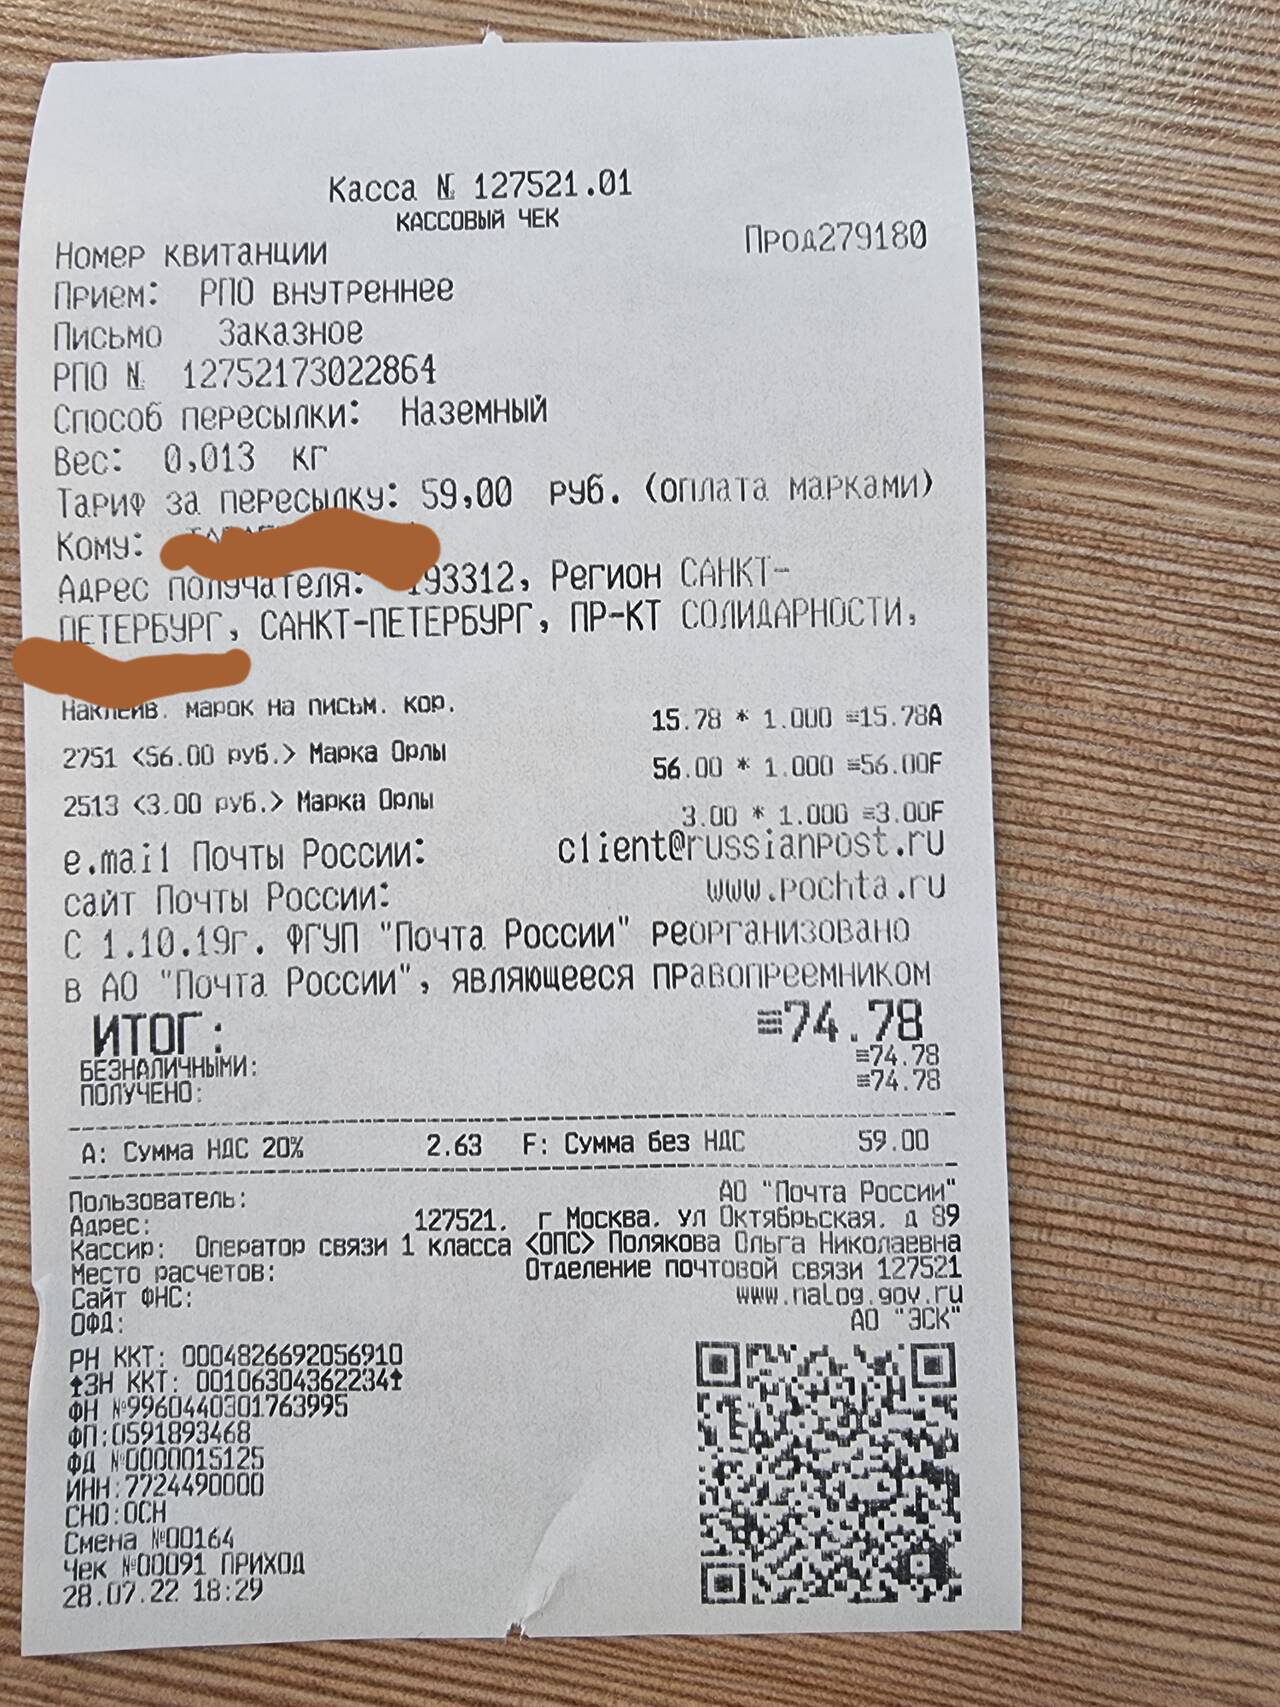 Касса № 127521.01
КАССОВЫЙ ЧЕК
Номер квитанции Прод279180
Прием: РПО внутреннее
Письмо Заказное
РПО № 12752173022864
Способ пересылки: Наземный
Вес: 0,013 кг
Тариф за пересылку: 59,00 руб. (оплата марками)
Кому:
Адрес получателя: 193312, Регион САНКТ-
ПЕТЕРБУРГ, САНКТ-ПЕТЕРБУРГ, ПР-КТ СОЛИДАРНОСТИ,
Наклеив. марок на письм. кор.
15.78 * 1.000 ≡15.78А
2751 <56.00 руб.> Марка Орлы
56.00 * 1.000 ≡56.00F
2513 <3.00 руб.> Марка Орлы
3.00 * 1.000 ≡3.00F
e.mail Почты России: client@russianpost.ru
сайт Почты России: www.pochta.ru
С 1.10.19г. ФГУП "Почта России" реорганизовано
в АО "Почта России", являющееся правопреемником
ИТОГ: ≡74.78
БЕЗНАЛИЧНЫМИ: ≡74.78
ПОЛУЧЕНО: ≡74.78
А: Сумма НДС 20% 2.63 F: Сумма без НДС 59.00
Пользователь: АО "Почта России"
Адрес: 127521, г Москва, ул Октябрьская, д 89
Кассир: Оператор связи 1 класса <ОПС> Полякова Ольга Николаевна
Место расчетов: Отделение почтовой связи 127521
Сайт ФНС: www.nalog.gov.ru
ОФД: АО "ЭСК"
РН ККТ: 0004826692056910
ЗН ККТ: 00106304362234
ФН №9960440301763995
ФП:0591893468
ФД №0000015125
ИНН:7724490000
СНО:ОСН
Смена №00164
Чек №00091 ПРИХОД
28.07.22 18:29